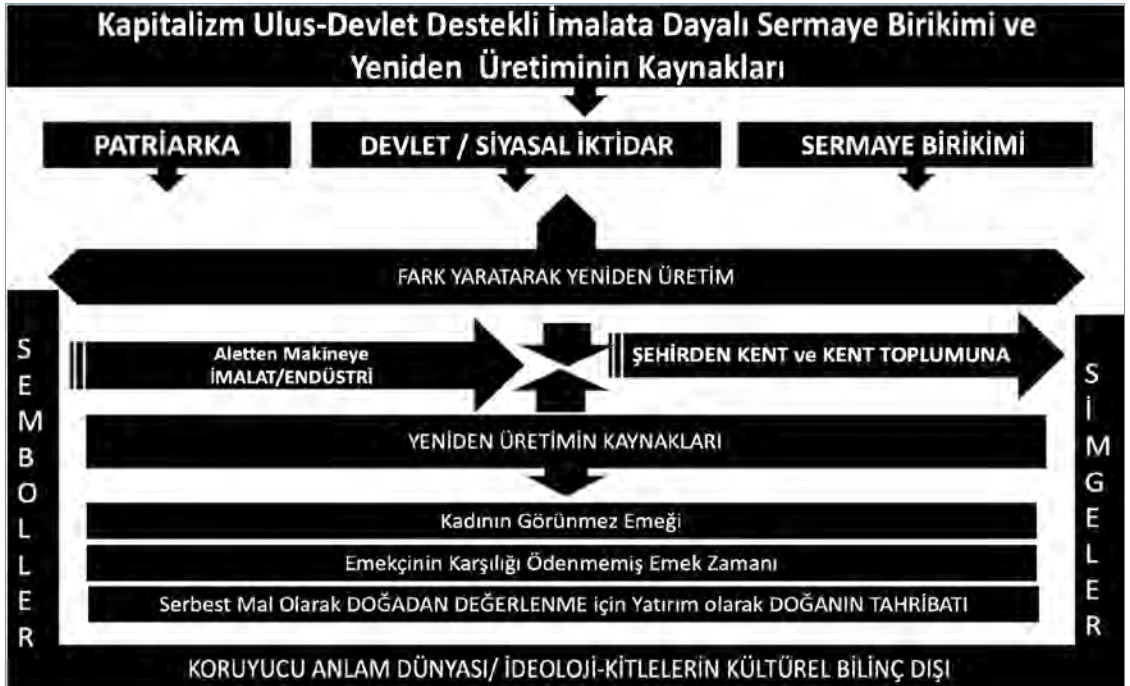 Kapitalizm Ulus-Devlet Destekli İmalata Dayalı Sermaye Birikimi ve
Yeniden Üretiminin Kaynakları
PATRİARKA
DEVLET / SİYASAL İKTİDAR
SERMAYE BİRİKİMİ
FARK YARATARAK YENİDEN ÜRETİM
SEMBOLLER
Aletten Makineye
İMALAT/ENDÜSTRİ
ŞEHİRDEN KENT ve KENT TOPLUMUNA
SİMGELER
YENİDEN ÜRETİMİN KAYNAKLARI
Kadının Görünmez Emeği
Emekçinin Karşılığı Ödenmemiş Emek Zamanı
Serbest Mal Olarak DOĞADAN DEĞERLENME için Yatırım olarak DOĞANIN TAHRİBATI
KORUYUCU ANLAM DÜNYASI/ İDEOLOJİ-KİTLELERİN KÜLTÜREL BİLİNÇ DIŞI